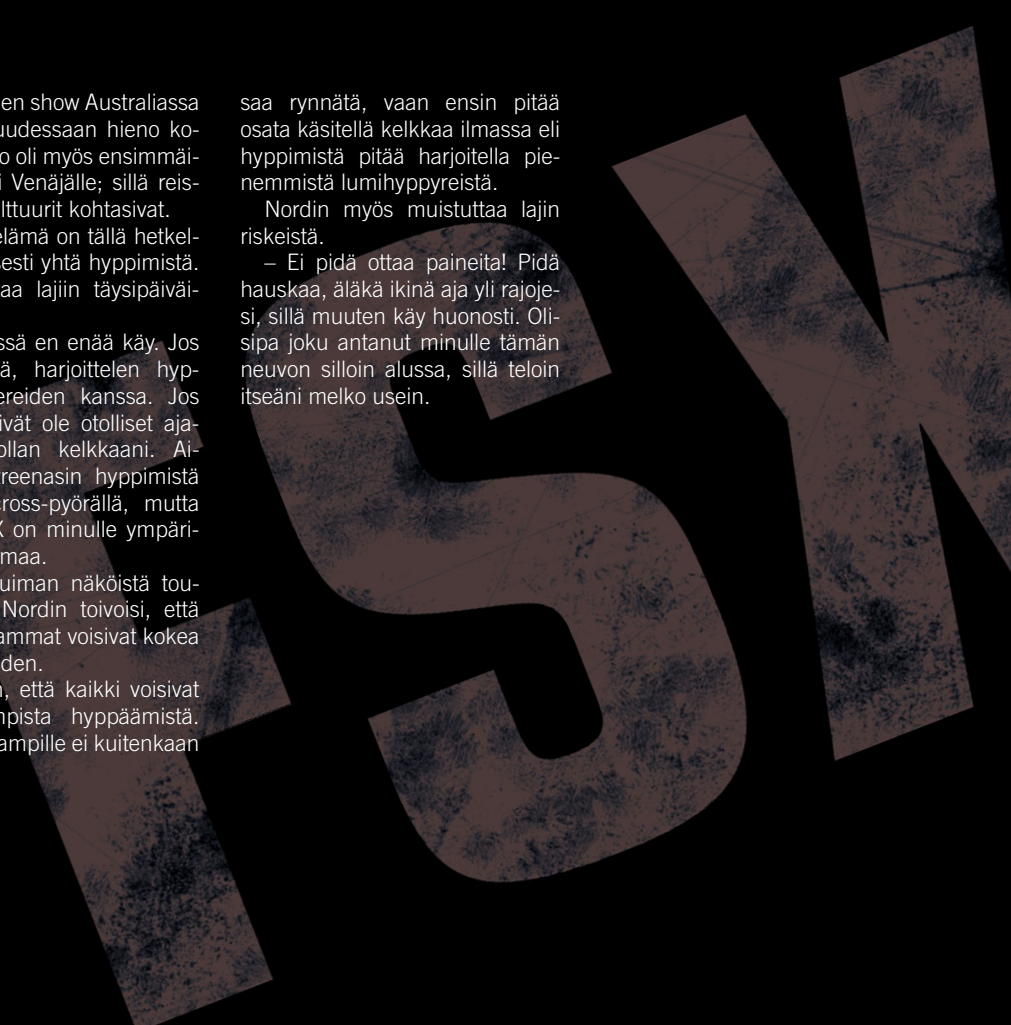 en show Australiassa
uudessaan hieno ko-
o oli myös ensimmäi-
i Venäjälle; sillä reis-
lttuurit kohtasivat.
elämä on tällä hetkel-
sesti yhtä hyppimistä.
aa lajiin täysipäiväi-
ssä en enää käy. Jos
ä, harjoittelen hyp-
ereiden kanssa. Jos
ivät ole otolliset aja-
ollan kelkkaani. Ai-
treenasin hyppimistä
cross-pyörällä, mutta
X on minulle ympäri-
maa.
uiman näköistä tou-
Nordin toivoisi, että
ammat voisivat kokea
den.
n, että kaikki voisivat
npista hyppäämistä.
ampille ei kuitenkaan
saa rynnätä, vaan ensin pitää
osata käsitellä kelkkaa ilmassa eli
hyppimistä pitää harjoitella pie-
nemmistä lumihyppyreistä.
Nordin myös muistuttaa lajin
riskeistä.
– Ei pidä ottaa paineita! Pidä
hauskaa, äläkä ikinä aja yli rajoje-
si, sillä muuten käy huonosti. Oli-
sipa joku antanut minulle tämän
neuvon silloin alussa, sillä teloin
itseäni melko usein.
SX